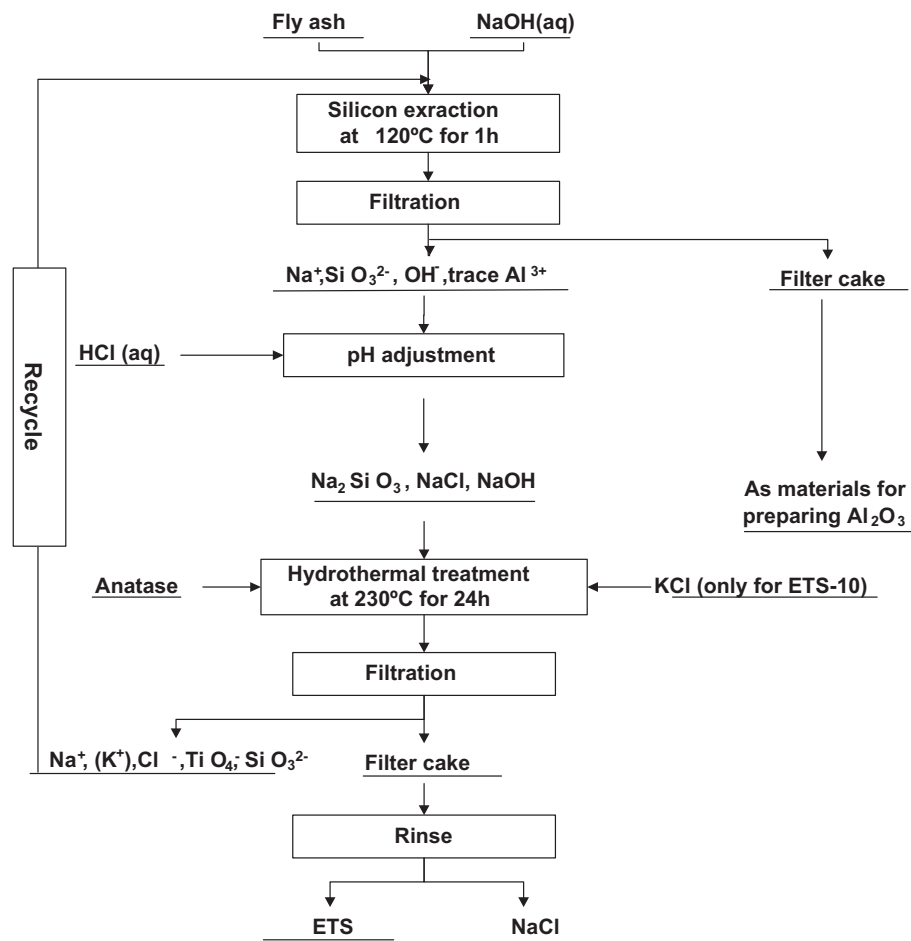 Fly ash
NaOH(aq)
Silicon exraction
at 120ºC for 1h
Filtration
Na⁺,Si O₃²⁻, OH⁻,trace Al ³⁺
Filter cake
HCl (aq)
pH adjustment
Recycle
Na₂ Si O₃ , NaCl, NaOH
As materials for
preparing Al₂O₃
Anatase
Hydrothermal treatment
at 230ºC for 24h
KCl (only for ETS-10)
Filtration
Na⁺, (K⁺),Cl ⁻,Ti O₄,⁻ Si O₃²⁻
Filter cake
Rinse
ETS
NaCl